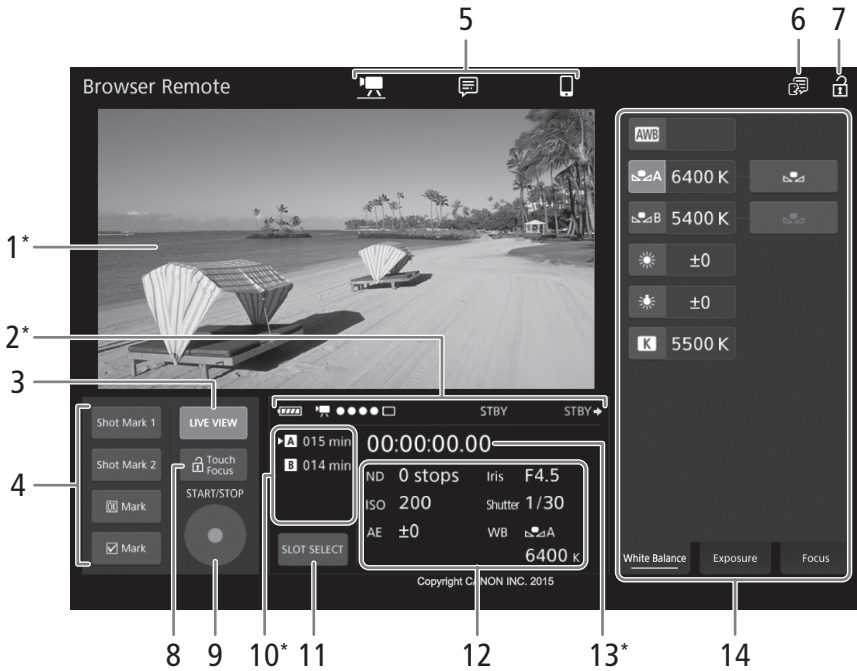 5
6
7
Browser Remote
AWB
A 6400 K
B 5400 K
±0
±0
K 5500 K
1*
2*
3
4
Shot Mark 1
LIVE VIEW
STBY
STBY
A 015 min
00:00:00.00
B 014 min
Shot Mark 2
Touch Focus
ND 0 stops Iris F4.5
OK Mark
START/STOP
ISO 200 Shutter 1/30
AE ±0 WB A
Mark
SLOT SELECT
6400 K
White Balance
Exposure
Focus
Copyright CANON INC. 2015
8
9
10*
11
12
13*
14